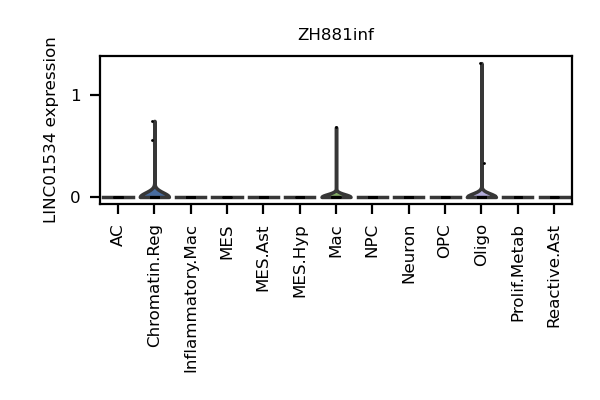 ZH881inf
LINC01534 expression
1
0
AC
Chromatin.Reg
Inflammatory.Mac
MES
MES.Ast
MES.Hyp
Mac
NPC
Neuron
OPC
Oligo
Prolif.Metab
Reactive.Ast